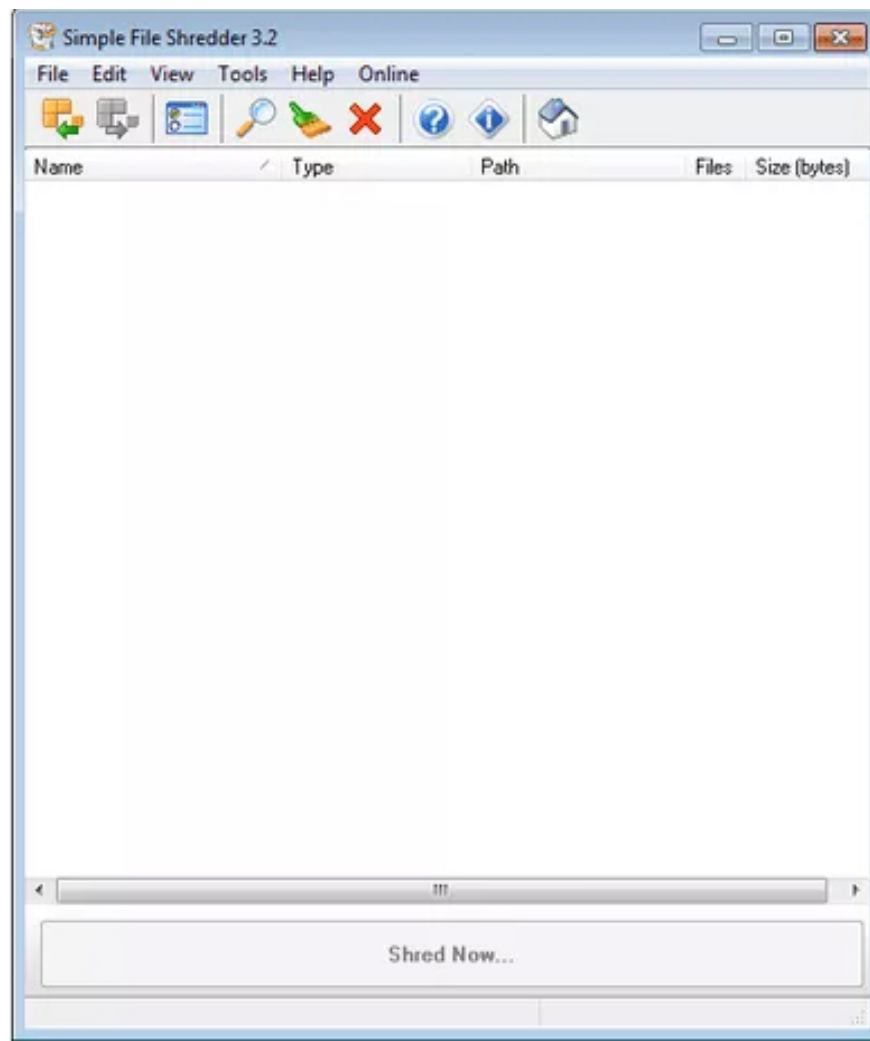 Simple File Shredder 3.2
File Edit View Tools Help Online
Name Type Path Files Size (bytes)
Shred Now...